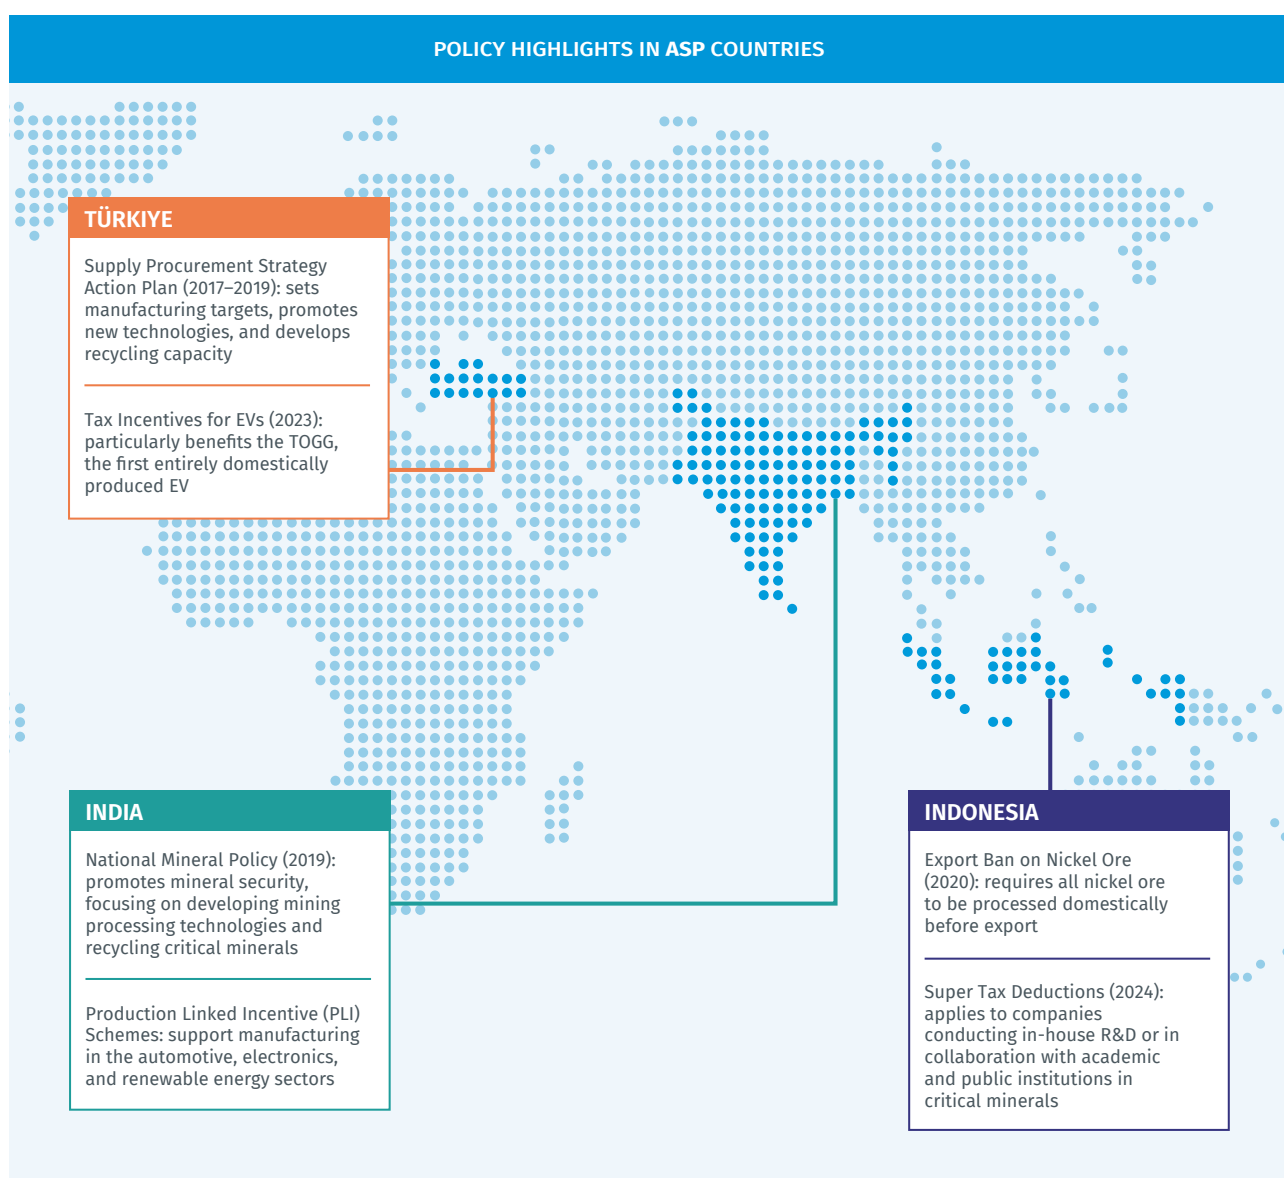 POLICY HIGHLIGHTS IN ASP COUNTRIES
TÜRKIYE
Supply Procurement Strategy
Action Plan (2017–2019): sets
manufacturing targets, promotes
new technologies, and develops
recycling capacity
Tax Incentives for EVs (2023):
particularly benefits the TOGG,
the first entirely domestically
produced EV
INDIA
National Mineral Policy (2019):
promotes mineral security,
focusing on developing mining
processing technologies and
recycling critical minerals
Production Linked Incentive (PLI)
Schemes: support manufacturing
in the automotive, electronics,
and renewable energy sectors
INDONESIA
Export Ban on Nickel Ore
(2020): requires all nickel ore
to be processed domestically
before export
Super Tax Deductions (2024):
applies to companies
conducting in-house R&D or in
collaboration with academic
and public institutions in
critical minerals